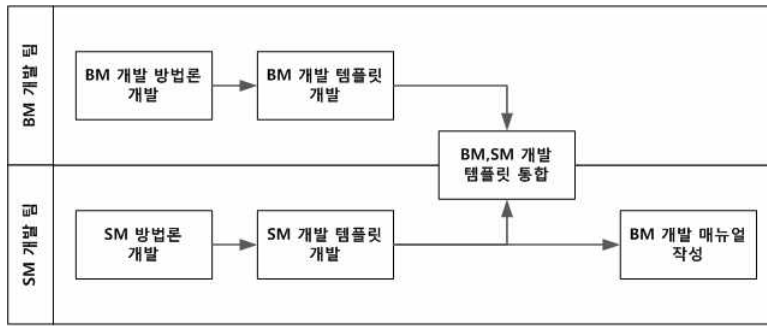 BM 개발 팀
BM 개발 방법론
개발
BM 개발 템플릿
개발
BM,SM 개발
템플릿 통합
SM 개발 팀
SM 방법론
개발
SM 개발 템플릿
개발
BM 개발 매뉴얼
작성